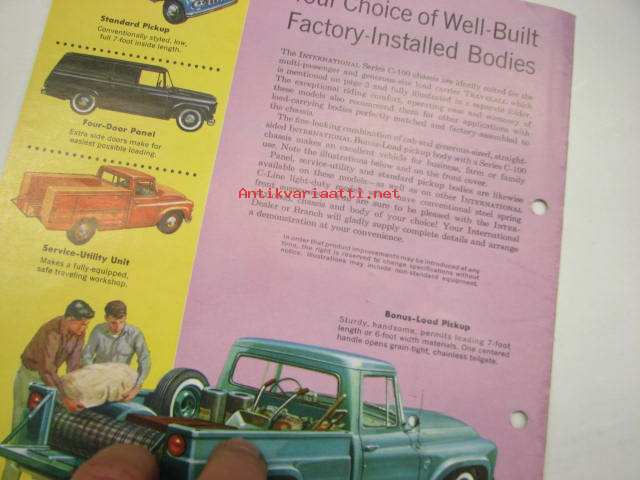 Standard Pickup
Conventionally styled, low,
full 7-foot inside length.
Four-Door Panel
Extra side doors make for
easiest possible loading.
Service-Utility Unit
Makes a fully-equipped,
safe traveling workshop.
Your Choice of Well-Built
Factory-Installed Bodies
The INTERNATIONAL Series C-100 chassis are ideally suited for the
multi-passenger and generous-size load carrier TRAVELALL, which
is mentioned on page 3 and fully illustrated in a separate folder.
The exceptional riding comfort, operating ease and economy of
these models also recommend them for other applications with
load-carrying bodies perfectly matched and factory-assembled to
the chassis.
The fine-looking combination of cab and generous-sized, straight-
sided INTERNATIONAL Bonus-Load pickup body with a Series C-100
chassis makes an excellent vehicle for business, farm or family
use. Note the illustrations below and on the front cover.
Panel, service-utility and standard pickup bodies are likewise
available on these models as well as on other INTERNATIONAL
C-Line light-duty have conventional steel spring
front are sure to be pleased with the INTER-
chassis and body of your choice! Your International
Dealer or Branch will gladly supply complete details and arrange
a demonstration at your convenience.
In order that product improvements may be introduced at any
time, the right is reserved to change specifications without
notice. Illustrations may include non-standard equipment.
Antikvariaatti.net
Bonus-Load Pickup
Sturdy, handsome, permits loading 7-foot
length or 6-foot width materials. One centered
handle opens grain-tight, chainless tailgate.